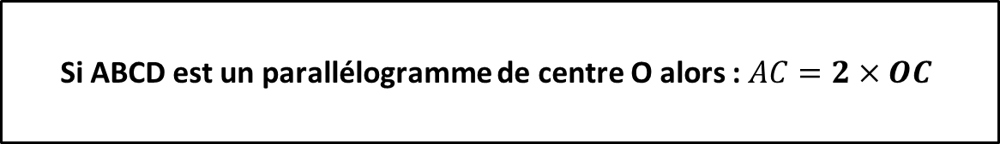 Si ABCD est un parallélogramme de centre O alors : AC = 2 × OC